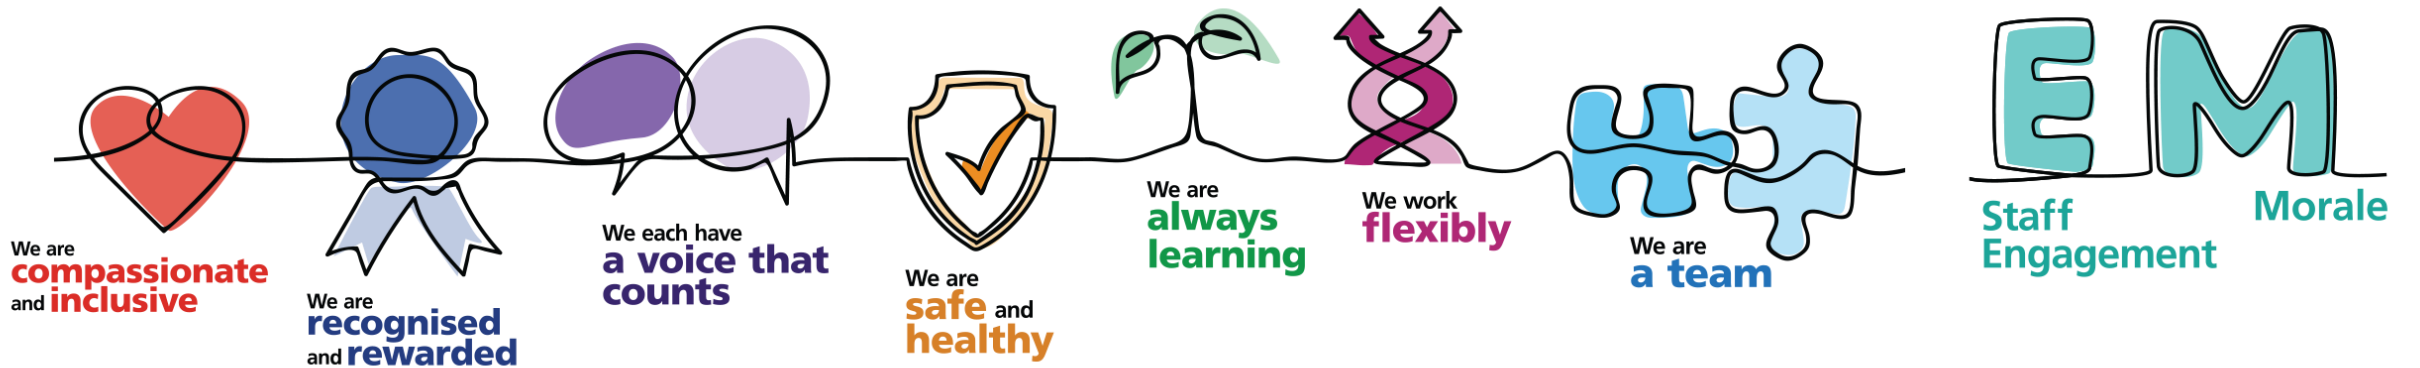 We are
compassionate
and inclusive
We are
recognised
and rewarded
We each have
a voice that
counts
We are
safe and
healthy
We are
always
learning
We work
flexibly
We are
a team
E M
Staff
Engagement
Morale